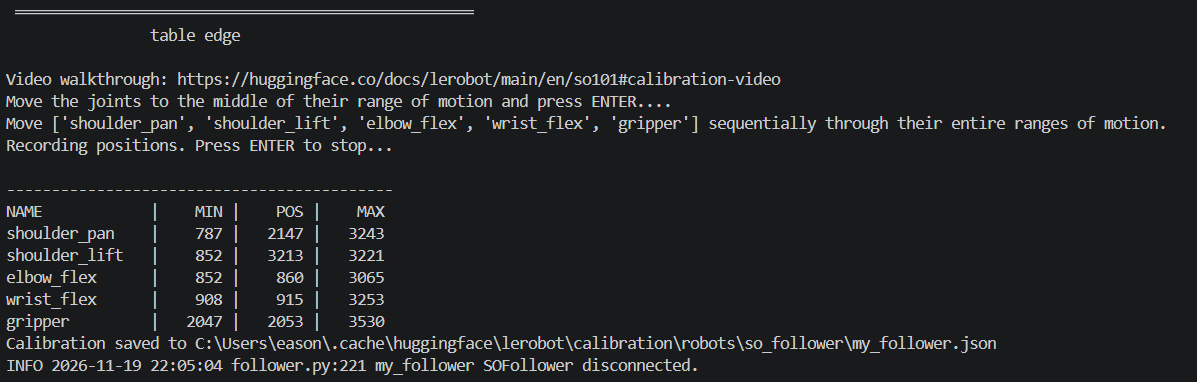 table edge
Video walkthrough: https://huggingface.co/docs/lerobot/main/en/so101#calibration-video
Move the joints to the middle of their range of motion and press ENTER....
Move ['shoulder_pan', 'shoulder_lift', 'elbow_flex', 'wrist_flex', 'gripper'] sequentially through their entire ranges of motion.
Recording positions. Press ENTER to stop...
-------------------------------------------
NAME | MIN | POS | MAX
shoulder_pan | 787 | 2147 | 3243
shoulder_lift | 852 | 3213 | 3221
elbow_flex | 852 | 860 | 3065
wrist_flex | 908 | 915 | 3253
gripper | 2047 | 2053 | 3530
Calibration saved to C:\Users\eason\.cache\huggingface\lerobot\calibration\robots\so_follower\my_follower.json
INFO 2026-11-19 22:05:04 follower.py:221 my_follower SOFollower disconnected.